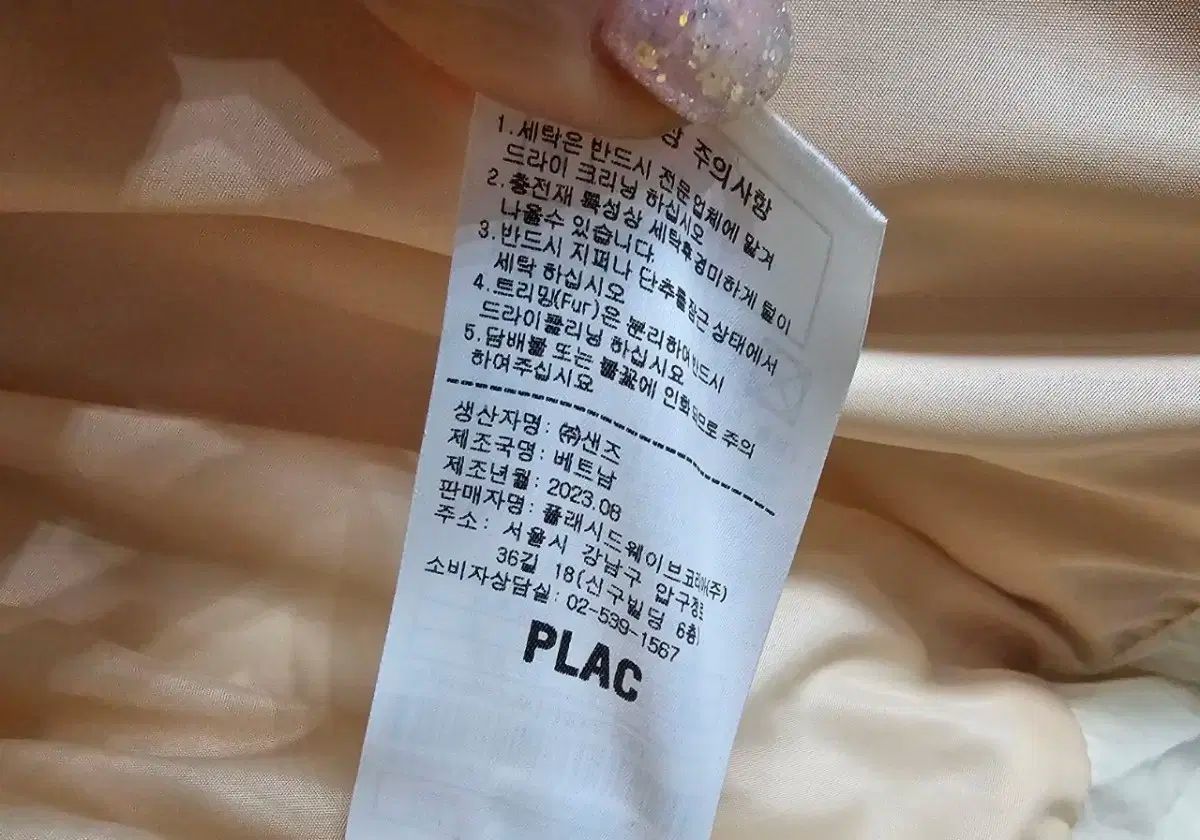 주의사항
1.세탁은 반드시 전문업체에 맡겨
드라이 크리닝 하십시오
2.충전재 특성상 세탁후 경미하게 털이
나올수 있습니다.
3.반드시 지퍼나 단추를 잠근 상태에서
세탁 하십시오
4.트리밍(Fur)은 분리하여 반드시
드라이클리닝 하십시오
5.담배불 또는 불꽃에 인화 되므로 주의
하여주십시요
생산자명: ㈜샌즈
제조국명: 베트남
제조년월: 2023.08
판매자명: 플래시드웨이브코리아(주)
주소: 서울시 강남구 압구정로
36길 18(신구빌딩 6층)
소비자상담실: 02-539-1567
PLAC